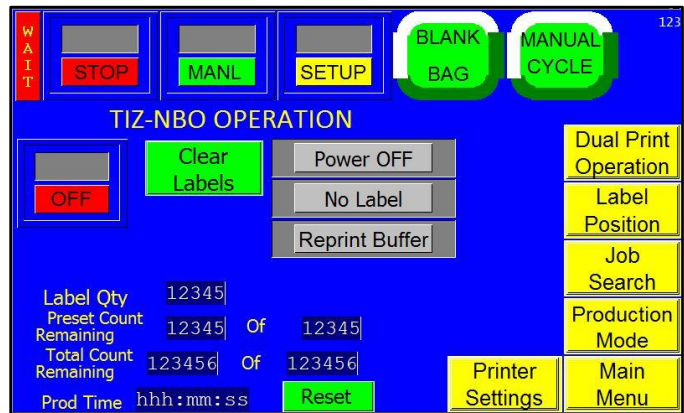 WAIT
STOP
MANL
SETUP
BLANK
BAG
MANUAL
CYCLE
123
TIZ-NBO OPERATION
OFF
Clear
Labels
Power OFF
No Label
Reprint Buffer
Dual Print
Operation
Label
Position
Job
Search
Production
Mode
Label Qty 12345
Preset Count
Remaining 12345 Of 12345
Total Count
Remaining 123456 Of 123456
Prod Time hhh:mm:ss
Reset
Printer
Settings
Main
Menu